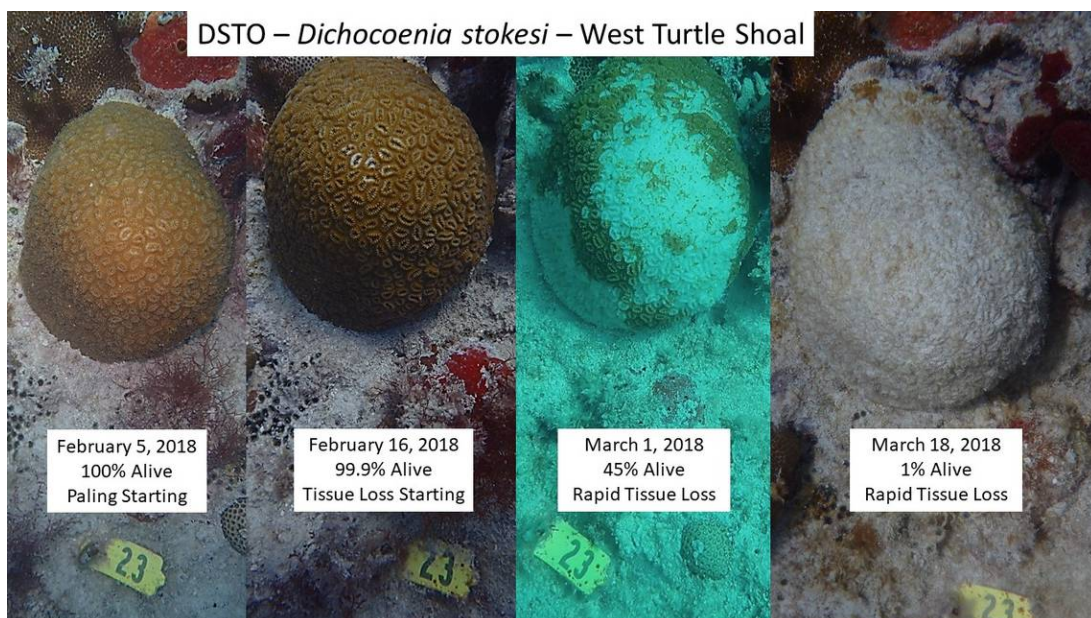 DSTO – Dichocoenia stokesi – West Turtle Shoal
February 5, 2018
100% Alive
Paling Starting
February 16, 2018
99.9% Alive
Tissue Loss Starting
March 1, 2018
45% Alive
Rapid Tissue Loss
March 18, 2018
1% Alive
Rapid Tissue Loss
23
23
23
23